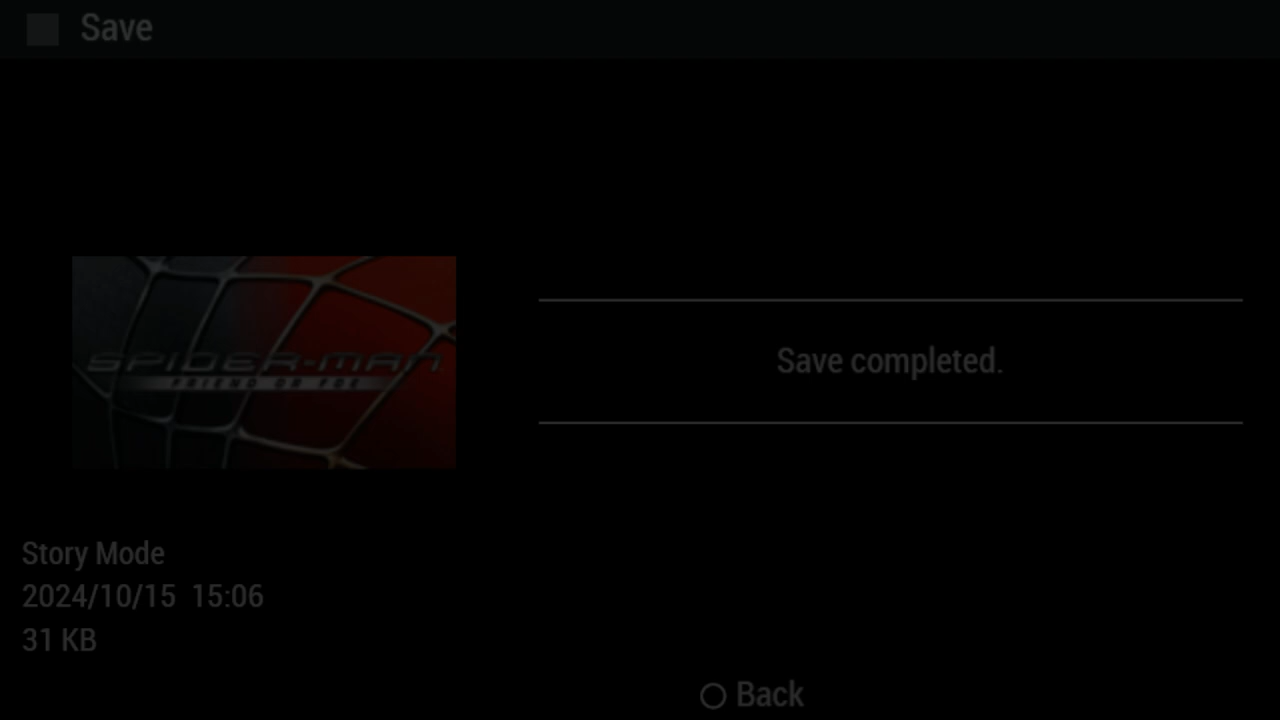 Save
SPIDER-MAN
FRIEND OR FOE
Save completed.
Story Mode
2024/10/15 15:06
31 KB
Back